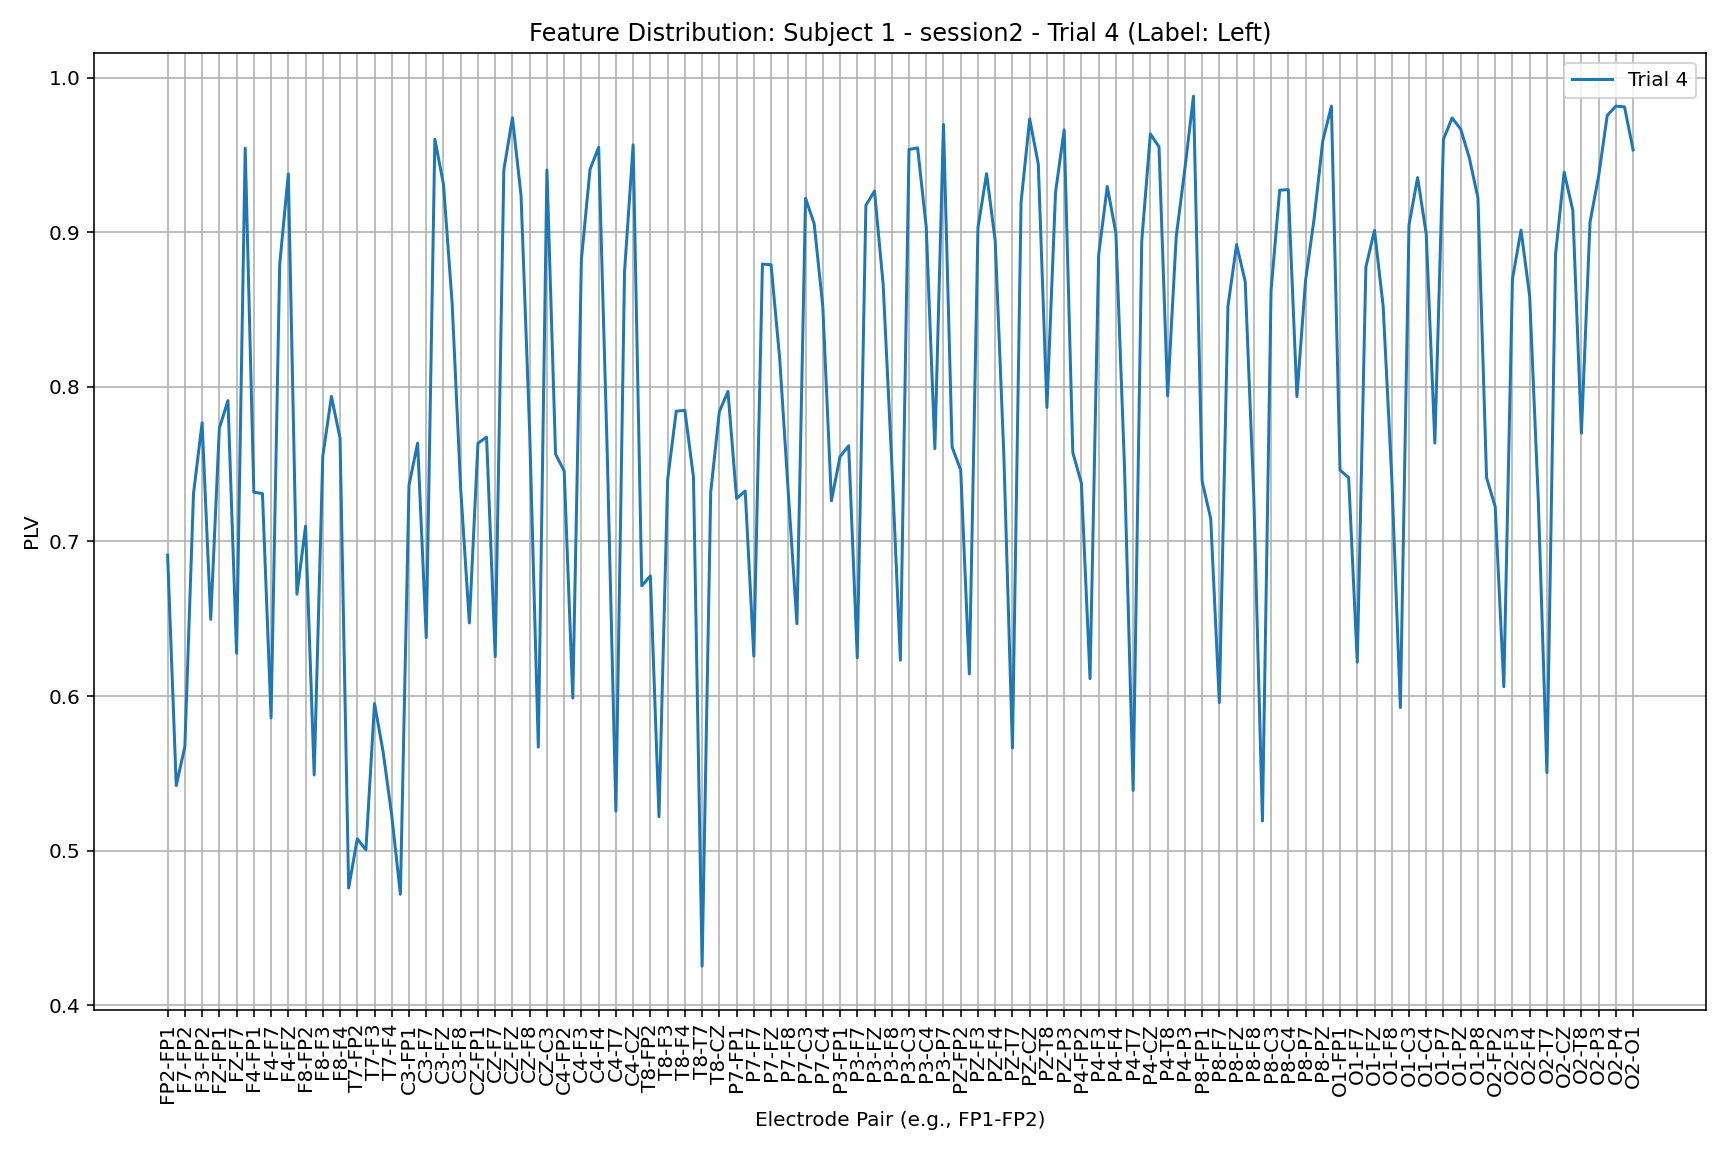 Feature Distribution: Subject 1 - session2 - Trial 4 (Label: Left)
Trial 4
PLV
1.0
0.9
0.8
0.7
0.6
0.5
0.4
FP2-FP1
F7-FP2
F3-FP2
FZ-FP1
FZ-F7
F4-FP1
F4-F7
F4-FZ
F8-FP2
F8-F3
F8-F4
T7-FP2
T7-F3
T7-F4
C3-FP1
C3-F7
C3-FZ
C3-F8
CZ-FP1
CZ-F7
CZ-FZ
CZ-F8
CZ-C3
C4-FP2
C4-F3
C4-F4
C4-T7
C4-CZ
T8-FP2
T8-F3
T8-F4
T8-T7
T8-CZ
P7-FP1
P7-F7
P7-FZ
P7-F8
P7-C3
P7-C4
P3-FP1
P3-F7
P3-FZ
P3-F8
P3-C3
P3-C4
P3-P7
PZ-FP2
PZ-F3
PZ-F4
PZ-T7
PZ-CZ
PZ-T8
PZ-P3
P4-FP2
P4-F3
P4-F4
P4-T7
P4-CZ
P4-T8
P4-P3
P8-FP1
P8-F7
P8-FZ
P8-F8
P8-C3
P8-C4
P8-P7
P8-PZ
O1-FP1
O1-F7
O1-FZ
O1-F8
O1-C3
O1-C4
O1-P7
O1-PZ
O1-P8
O2-FP2
O2-F3
O2-F4
O2-T7
O2-CZ
O2-T8
O2-P3
O2-P4
O2-O1
Electrode Pair (e.g., FP1-FP2)